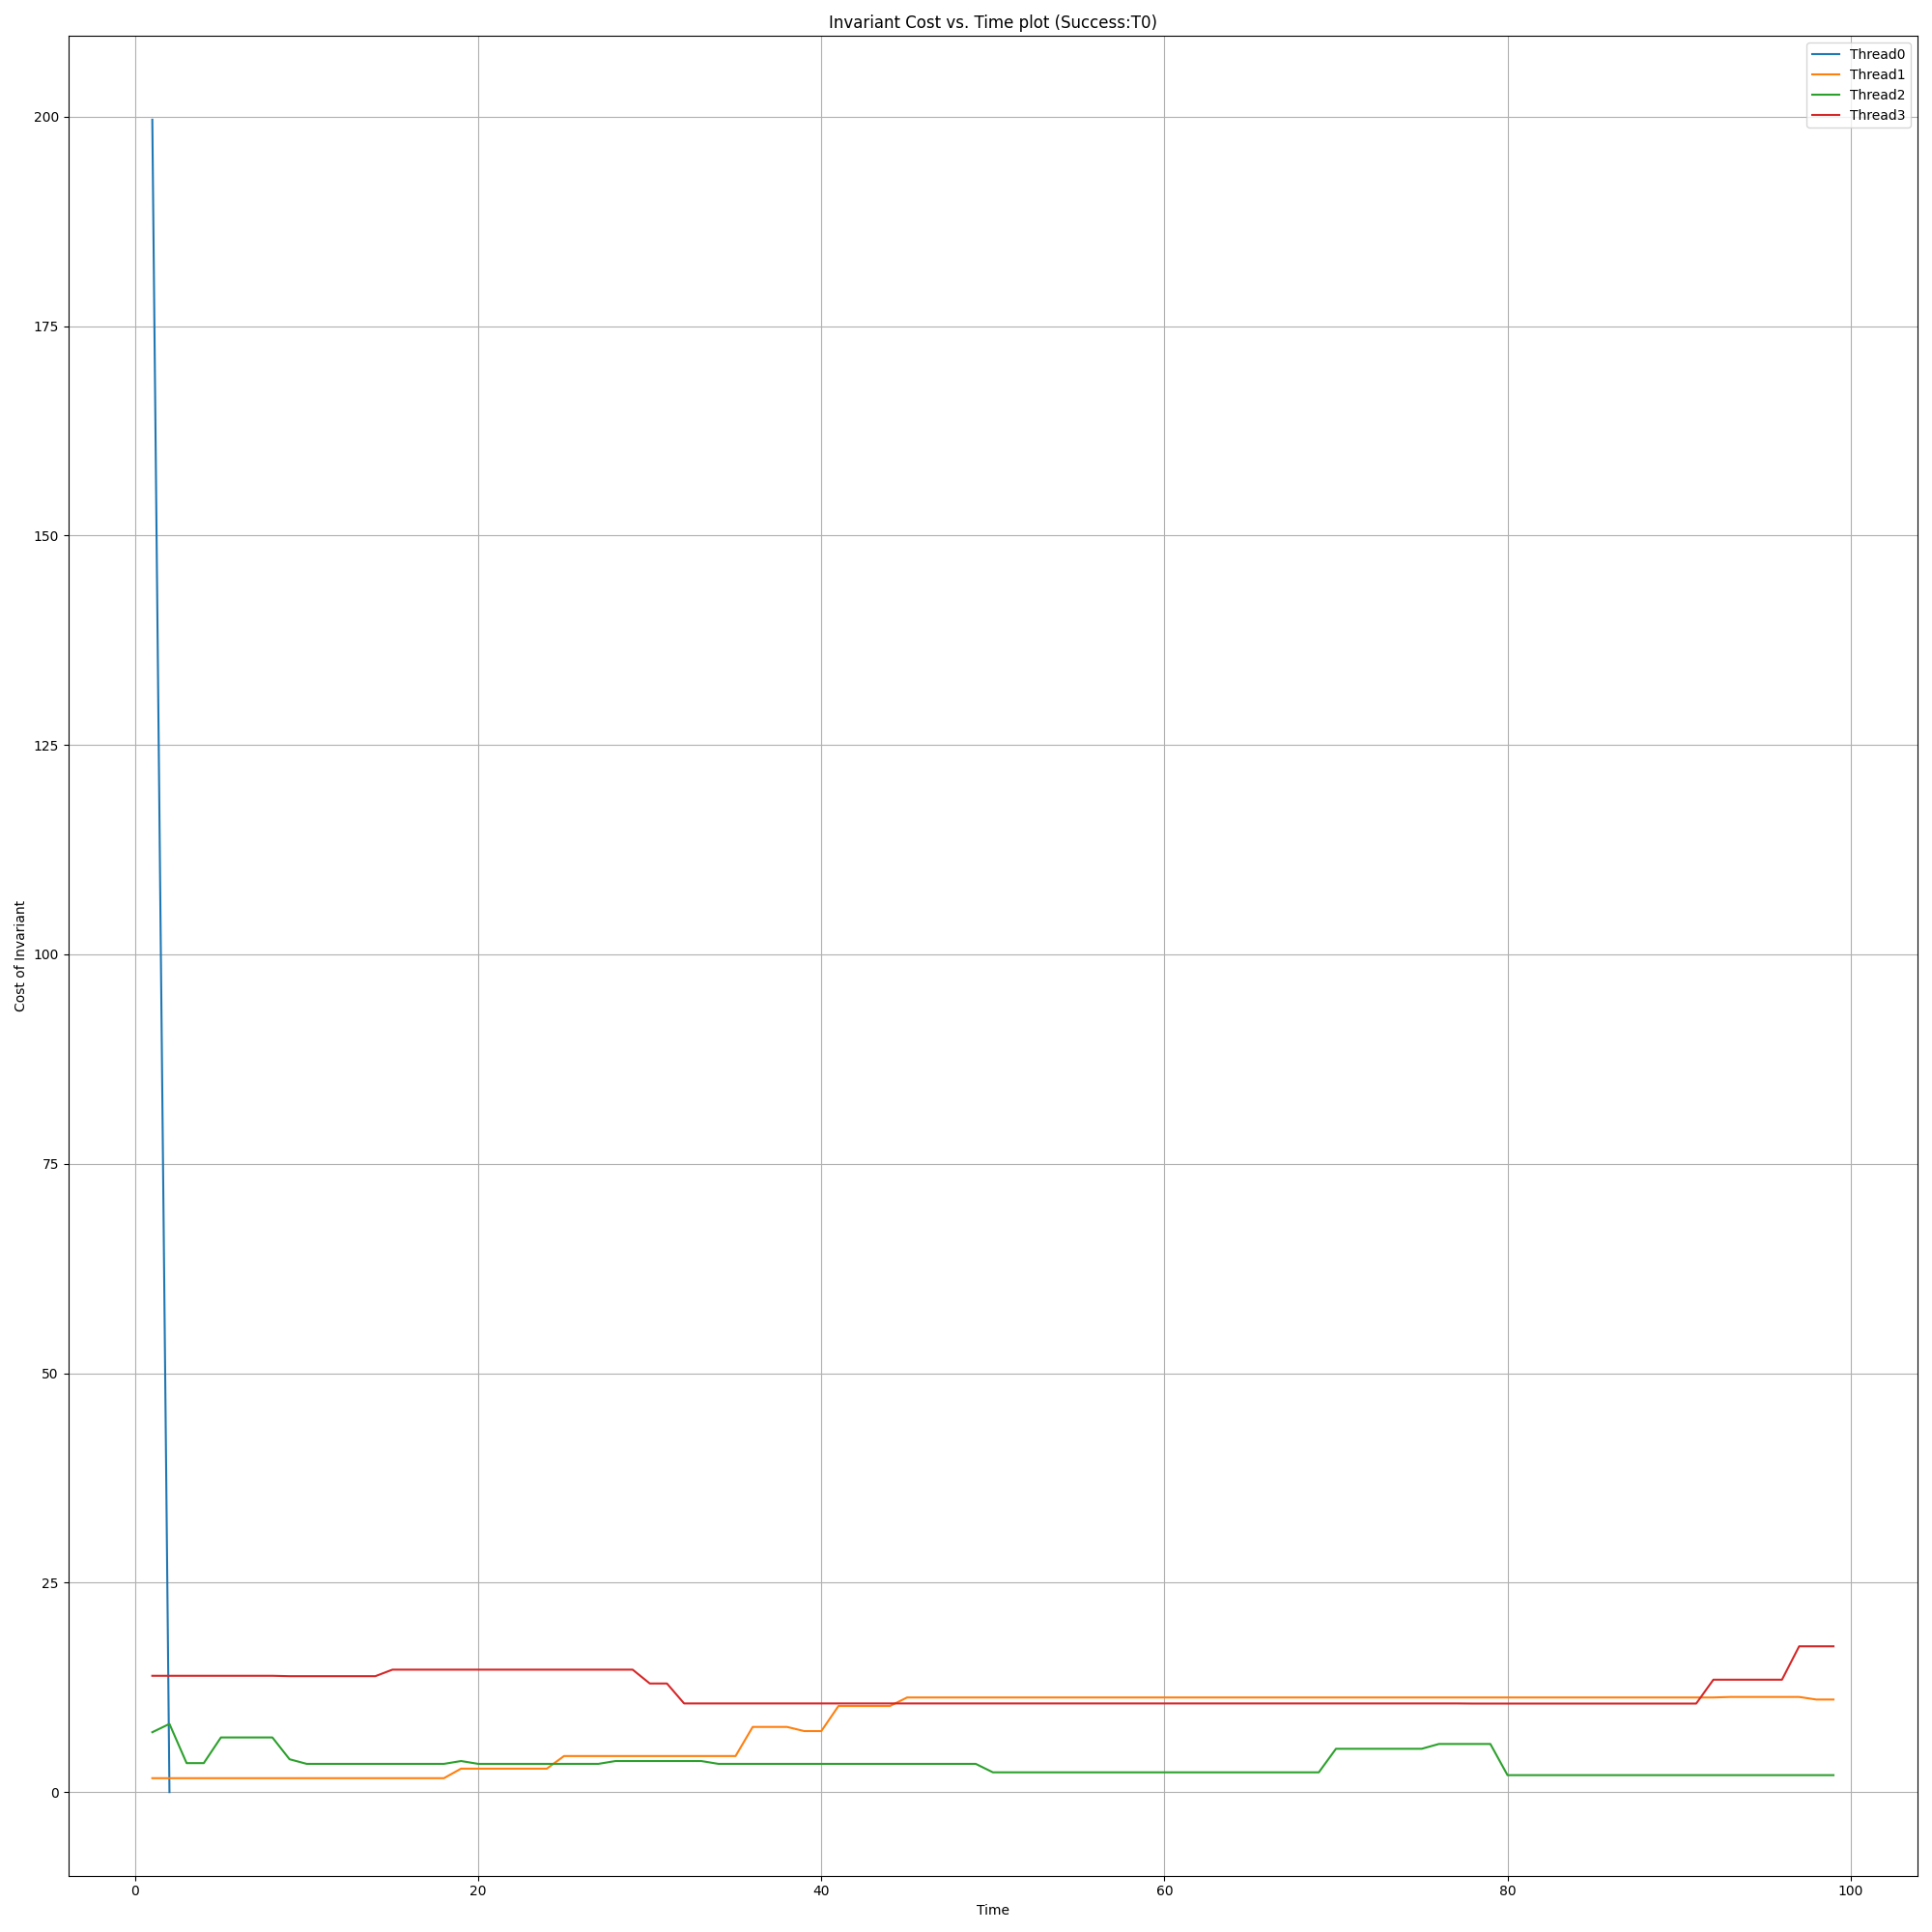 Invariant Cost vs. Time plot (Success:T0)
Thread0
Thread1
Thread2
Thread3
200
175
150
125
100
75
50
25
0
Cost of Invariant
0 20 40 60 80 100
Time